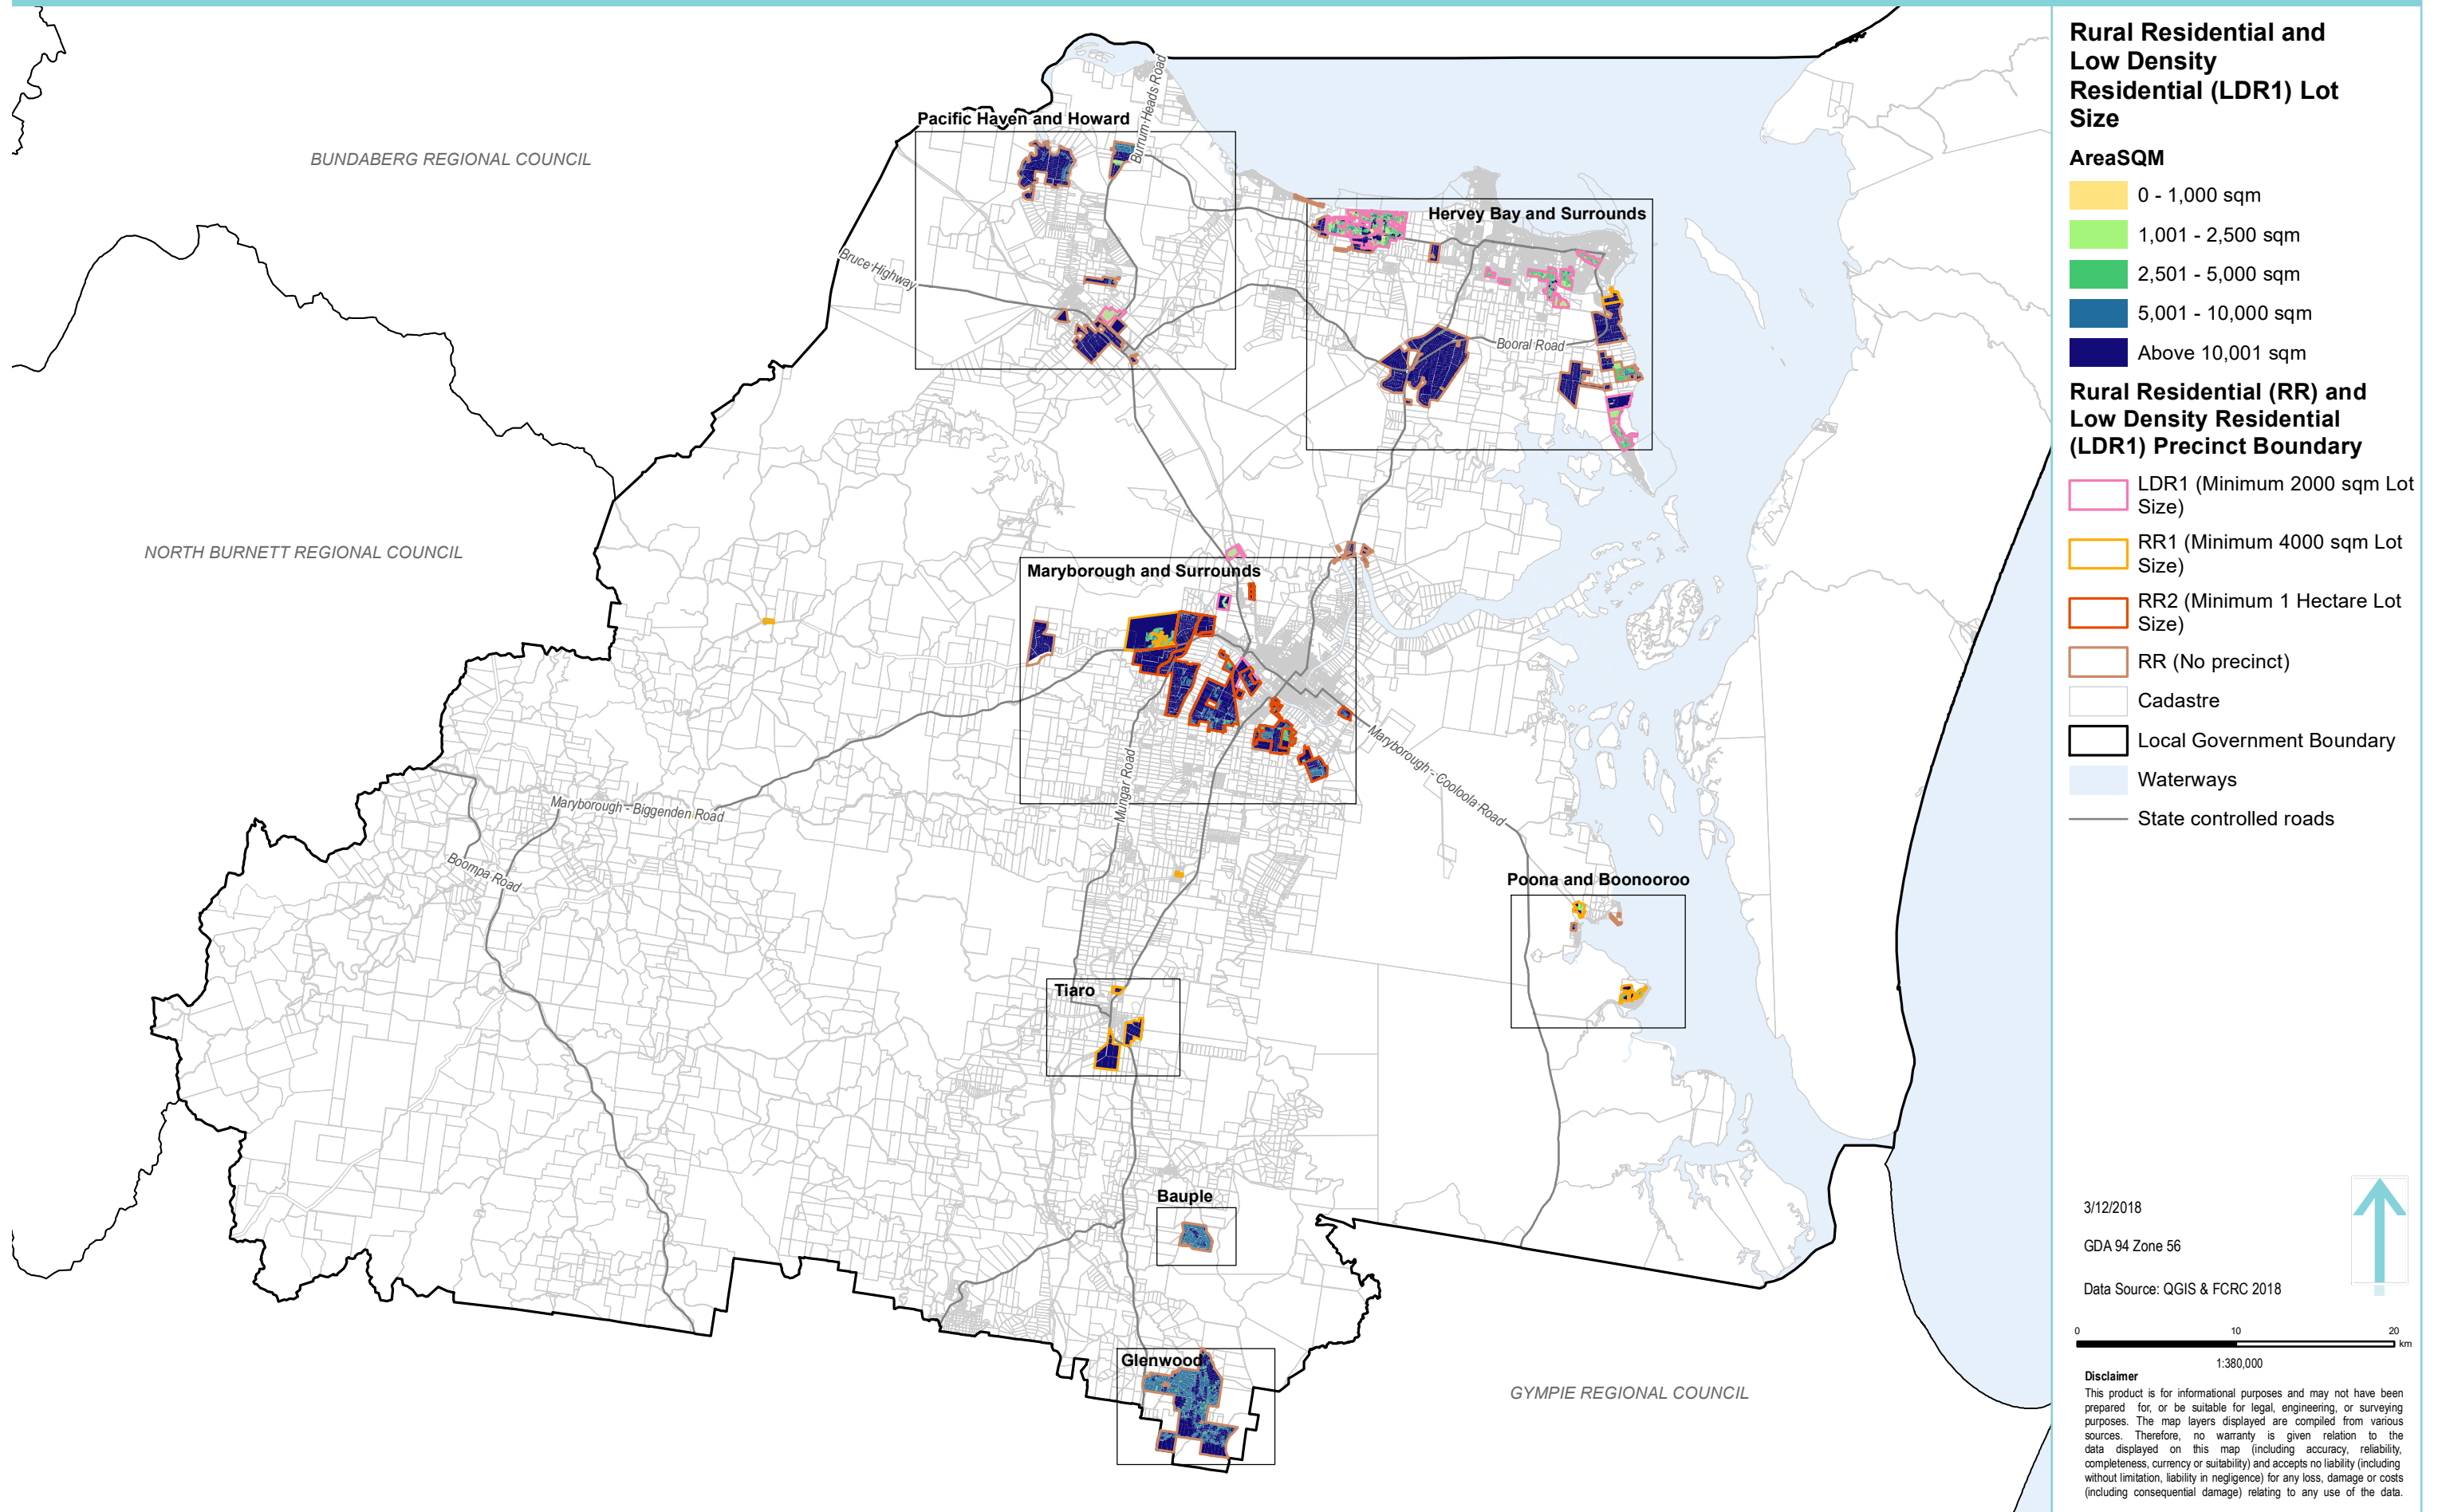 Rural Residential and
Low Density
Residential (LDR1) Lot
Size
AreaSQM
0 - 1,000 sqm
1,001 - 2,500 sqm
2,501 - 5,000 sqm
5,001 - 10,000 sqm
Above 10,001 sqm
Rural Residential (RR) and
Low Density Residential
(LDR1) Precinct Boundary
LDR1 (Minimum 2000 sqm Lot
Size)
RR1 (Minimum 4000 sqm Lot
Size)
RR2 (Minimum 1 Hectare Lot
Size)
RR (No precinct)
Cadastre
Local Government Boundary
Waterways
State controlled roads
Pacific Haven and Howard
Burrum Heads Road
BUNDABERG REGIONAL COUNCIL
Hervey Bay and Surrounds
Bruce Highway
Booral Road
NORTH BURNETT REGIONAL COUNCIL
Maryborough and Surrounds
Maryborough - Cooloola Road
Mungar Road
Maryborough - Biggenden Road
Boompa Road
Poona and Boonooroo
Tiaro
Bauple
Glenwood
GYMPIE REGIONAL COUNCIL
3/12/2018
GDA 94 Zone 56
Data Source: QGIS & FCRC 2018
0 10 20
km
1:380,000
Disclaimer
This product is for informational purposes and may not have been
prepared for, or be suitable for legal, engineering, or surveying
purposes. The map layers displayed are compiled from various
sources. Therefore, no warranty is given relation to the
data displayed on this map (including accuracy, reliability,
completeness, currency or suitability) and accepts no liability (including
without limitation, liability in negligence) for any loss, damage or costs
(including consequential damage) relating to any use of the data.